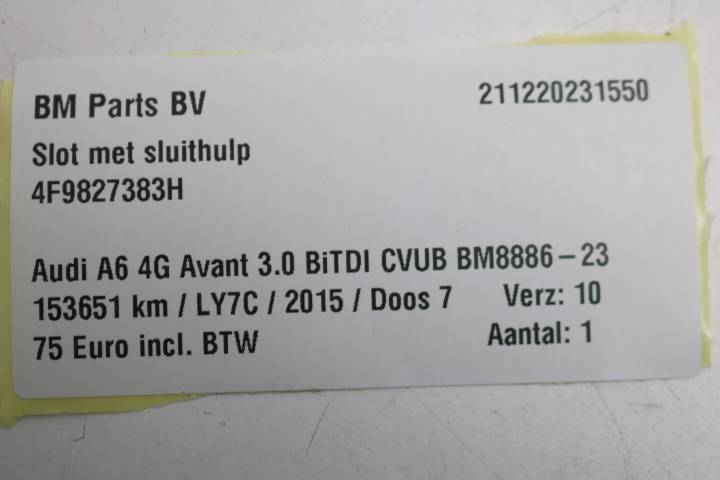 BM Parts BV 211220231550
Slot met sluithulp
4F9827383H
Audi A6 4G Avant 3.0 BiTDI CVUB BM8886-23
153651 km / LY7C / 2015 / Doos 7 Verz: 10
75 Euro incl. BTW Aantal: 1